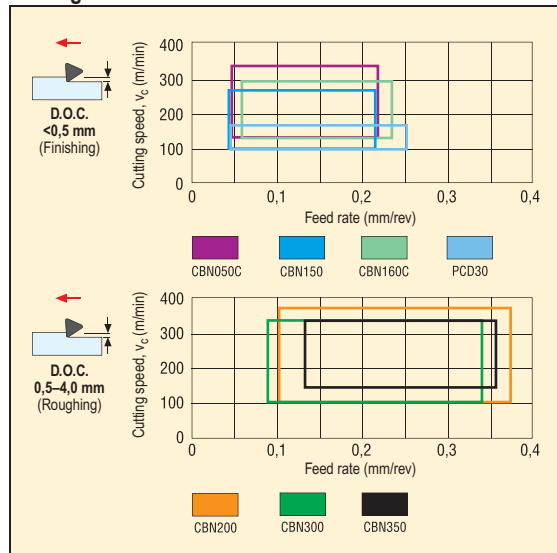 D.O.C.
<0,5 mm
(Finishing)
Cutting speed, vc (m/min)
400
300
200
100
0
0,1
0,2
0,3
0,4
Feed rate (mm/rev)
CBN050C
CBN150
CBN160C
PCD30
D.O.C.
0,5–4,0 mm
(Roughing)
Cutting speed, vc (m/min)
400
300
200
100
0
0
0,1
0,2
0,3
0,4
Feed rate (mm/rev)
CBN200
CBN300
CBN350